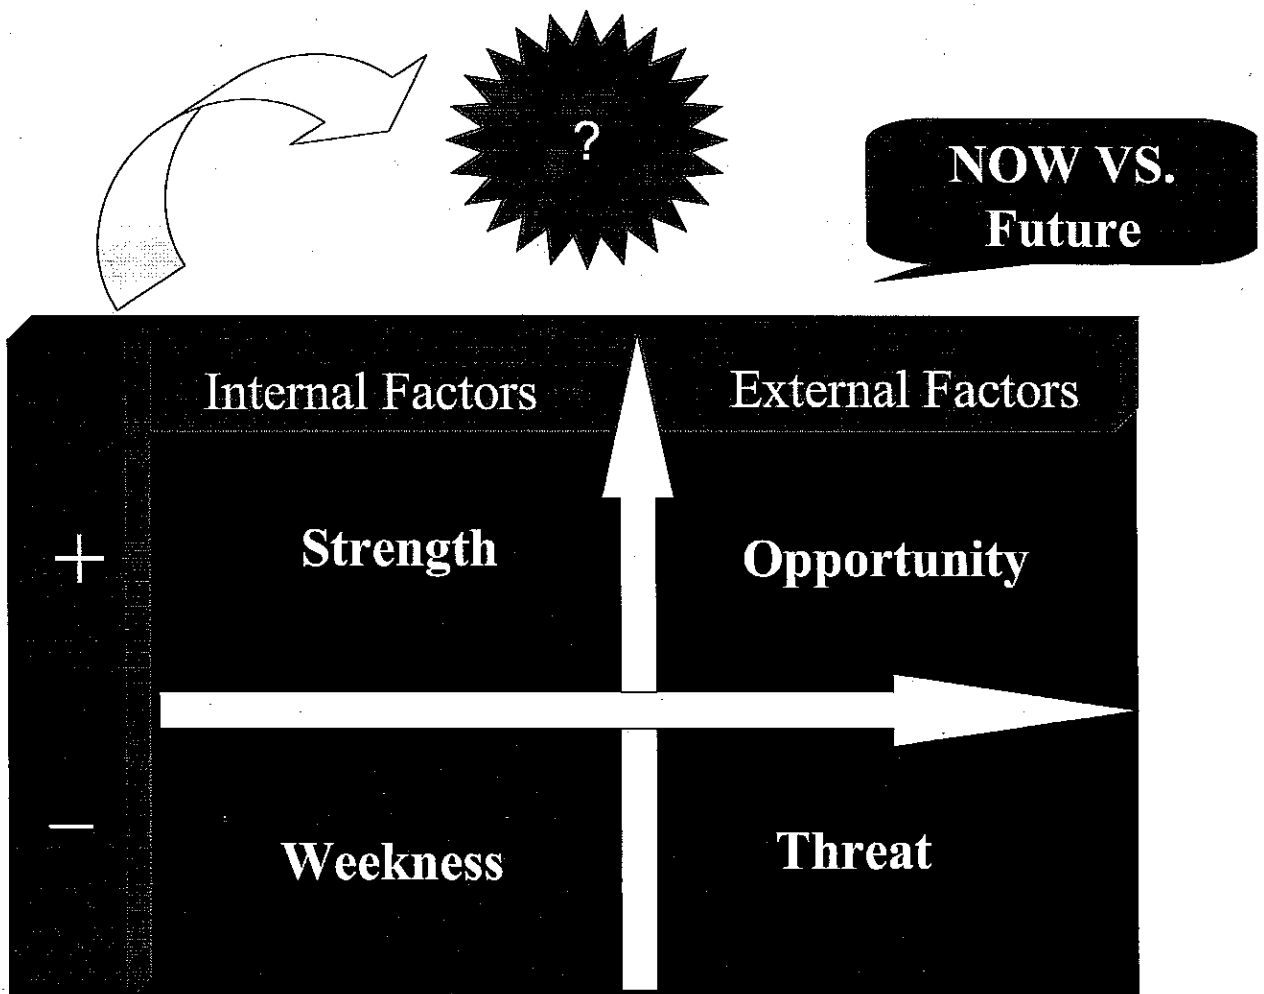 ?
NOW VS.
Future
Internal Factors
External Factors
+
Strength
Opportunity
−
Weekness
Threat